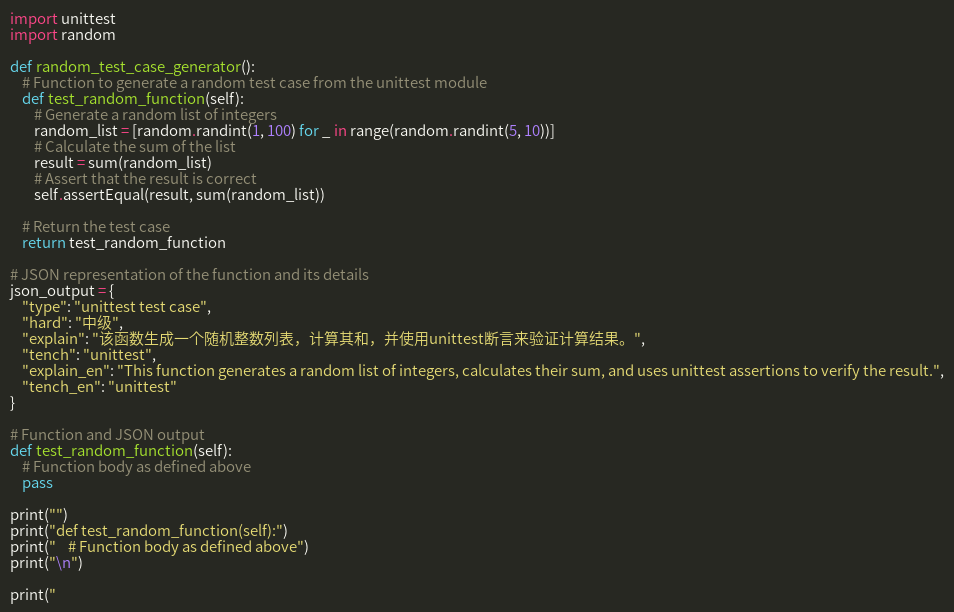 import unittest
import random

def random_test_case_generator():
    # Function to generate a random test case from the unittest module
    def test_random_function(self):
        # Generate a random list of integers
        random_list = [random.randint(1, 100) for _ in range(random.randint(5, 10))]
        # Calculate the sum of the list
        result = sum(random_list)
        # Assert that the result is correct
        self.assertEqual(result, sum(random_list))

    # Return the test case
    return test_random_function

# JSON representation of the function and its details
json_output = {
    "type": "unittest test case",
    "hard": "中级",
    "explain": "该函数生成一个随机整数列表，计算其和，并使用unittest断言来验证计算结果。",
    "tench": "unittest",
    "explain_en": "This function generates a random list of integers, calculates their sum, and uses unittest assertions to verify the result.",
    "tench_en": "unittest"
}

# Function and JSON output
def test_random_function(self):
    # Function body as defined above
    pass

print("")
print("def test_random_function(self):")
print("    # Function body as defined above")
print("\n")

print("